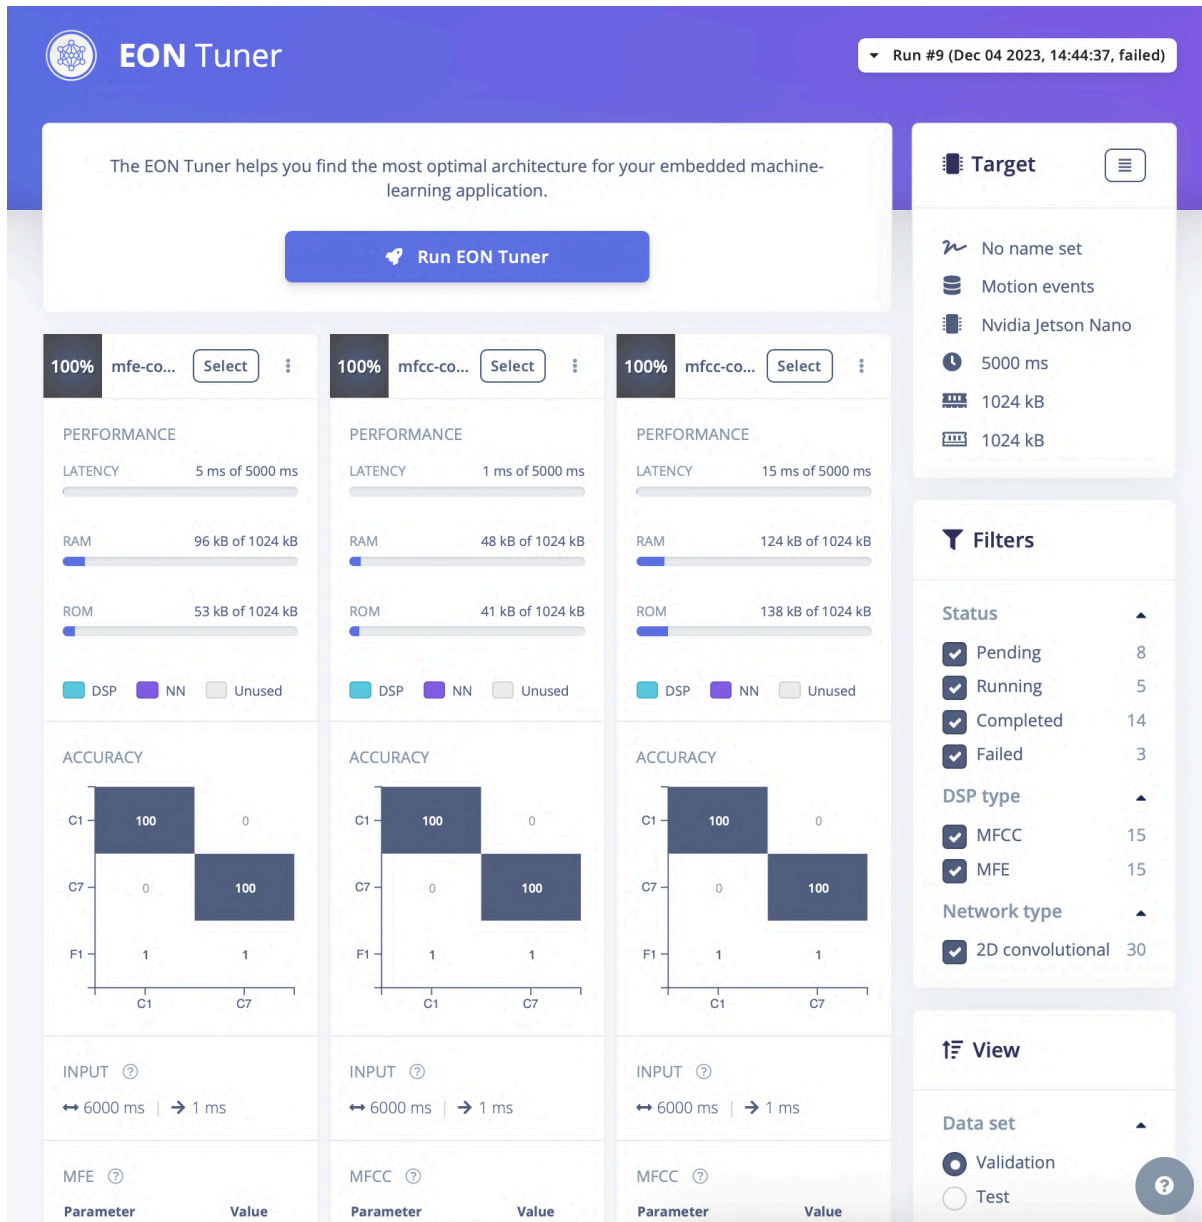 EON Tuner
Run #9 (Dec 04 2023, 14:44:37, failed)
The EON Tuner helps you find the most optimal architecture for your embedded machine-
learning application.
Run EON Tuner
100% mfe-co... Select
PERFORMANCE
LATENCY 5 ms of 5000 ms
RAM 96 kB of 1024 kB
ROM 53 kB of 1024 kB
DSP NN Unused
ACCURACY
C1 100 0
C7 0 100
F1 1 1
C1 C7
INPUT ?
6000 ms | 1 ms
MFE ?
Parameter Value
100% mfcc-co... Select
PERFORMANCE
LATENCY 1 ms of 5000 ms
RAM 48 kB of 1024 kB
ROM 41 kB of 1024 kB
DSP NN Unused
ACCURACY
C1 100 0
C7 0 100
F1 1 1
C1 C7
INPUT ?
6000 ms | 1 ms
MFCC ?
Parameter Value
100% mfcc-co... Select
PERFORMANCE
LATENCY 15 ms of 5000 ms
RAM 124 kB of 1024 kB
ROM 138 kB of 1024 kB
DSP NN Unused
ACCURACY
C1 100 0
C7 0 100
F1 1 1
C1 C7
INPUT ?
6000 ms | 1 ms
MFCC ?
Parameter Value
Target
No name set
Motion events
Nvidia Jetson Nano
5000 ms
1024 kB
1024 kB
Filters
Status
Pending 8
Running 5
Completed 14
Failed 3
DSP type
MFCC 15
MFE 15
Network type
2D convolutional 30
View
Data set
Validation
Test
?